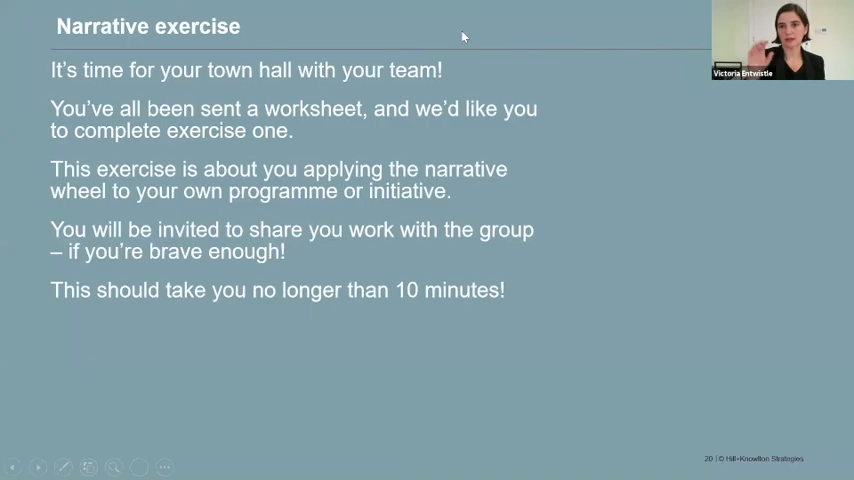 Narrative exercise
Victoria Entwistle
It's time for your town hall with your team!
You've all been sent a worksheet, and we'd like you
to complete exercise one.
This exercise is about you applying the narrative
wheel to your own programme or initiative.
You will be invited to share you work with the group
– if you're brave enough!
This should take you no longer than 10 minutes!
20 | © Hill+Knowlton Strategies